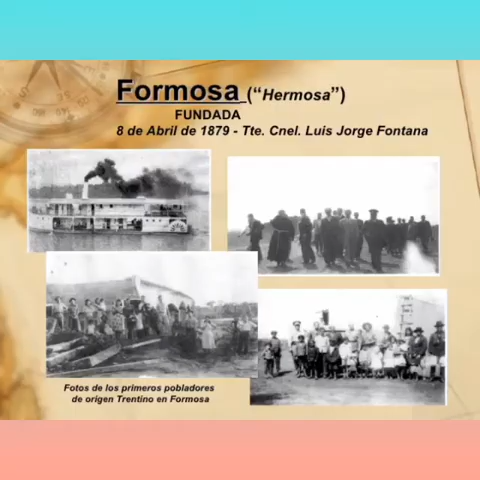 Formosa (“Hermosa”)
FUNDADA
8 de Abril de 1879 - Tte. Cnel. Luis Jorge Fontana
Fotos de los primeros pobladores
de origen Trentino en Formosa